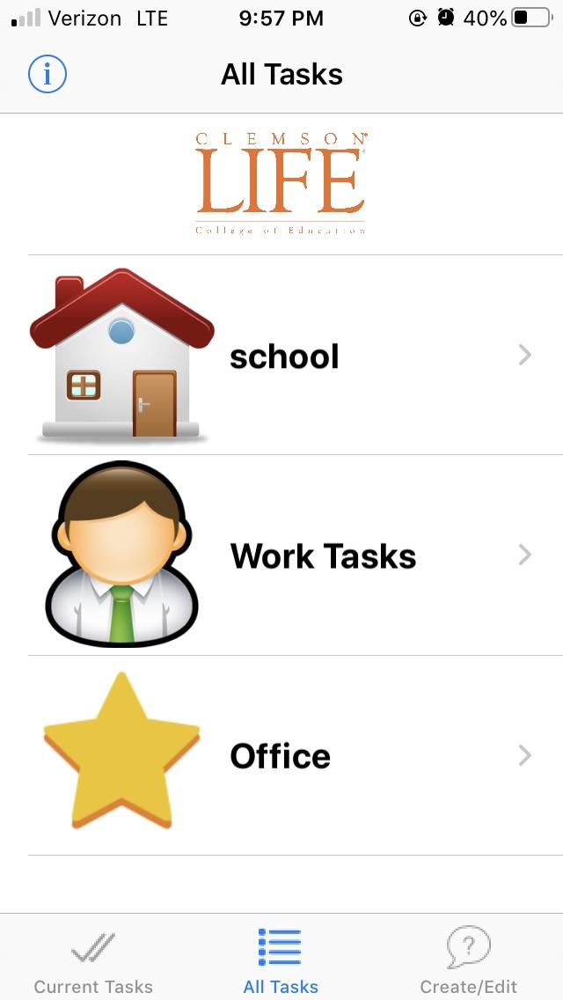 Verizon LTE 9:57 PM 40%
i All Tasks
CLEMSON
LIFE
College of Education
school
Work Tasks
Office
?
Current Tasks All Tasks Create/Edit